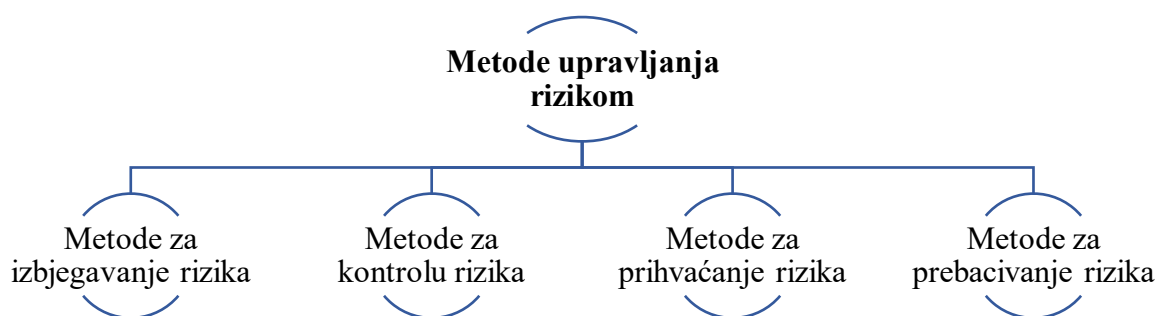 Metode upravljanja
rizikom
Metode za
izbjegavanje rizika
Metode za
kontrolu rizika
Metode za
prihvaćanje rizika
Metode za
prebacivanje rizika